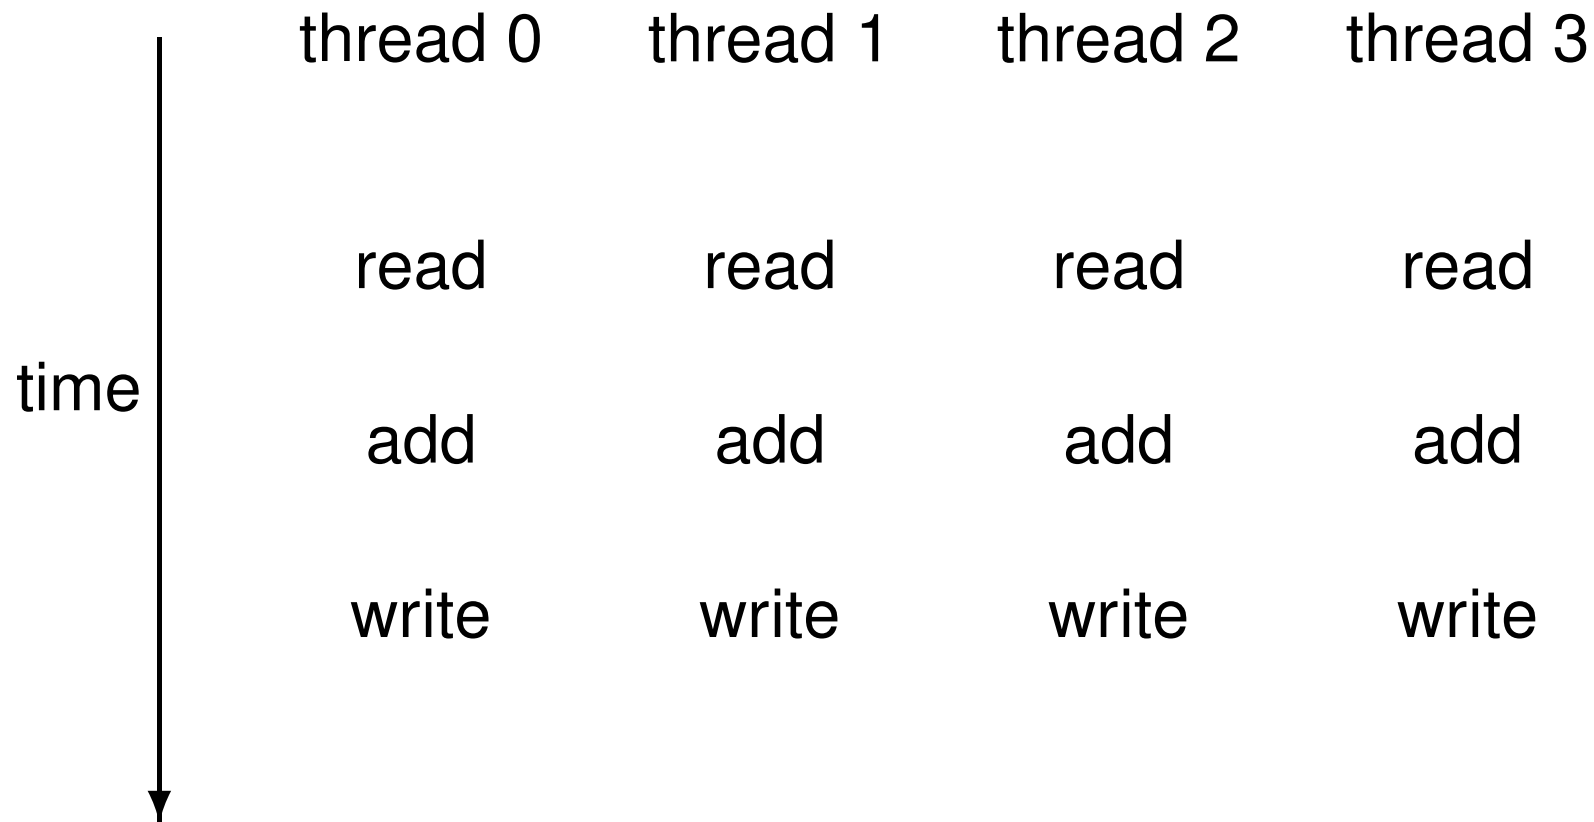 thread 0 thread 1 thread 2 thread 3
read read read read
time
add add add add
write write write write